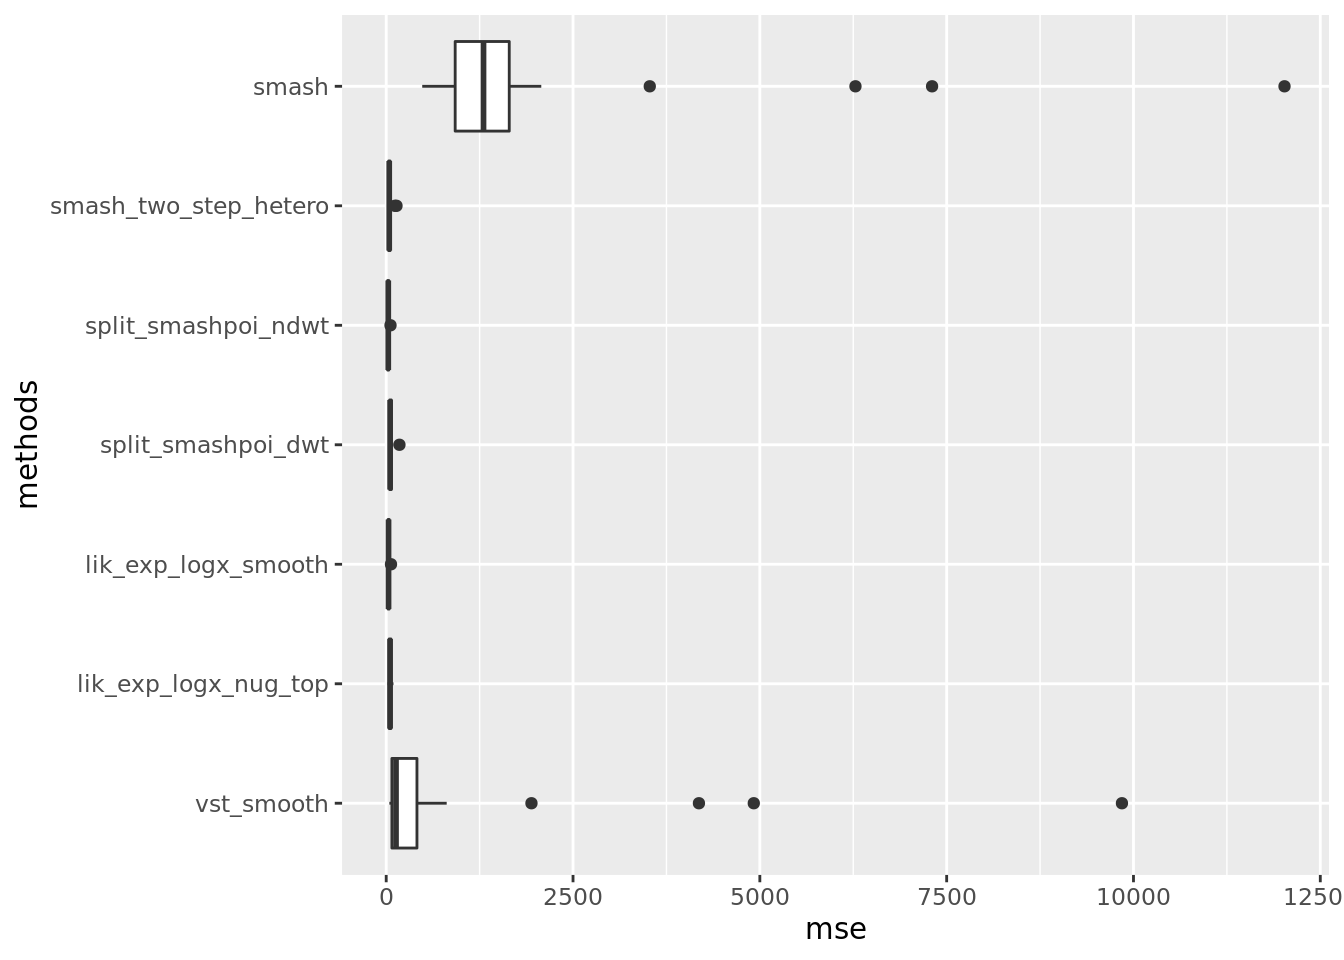 smash
smash_two_step_hetero
split_smashpoi_ndwt
split_smashpoi_dwt
lik_exp_logx_smooth
lik_exp_logx_nug_top
vst_smooth
methods
0 2500 5000 7500 10000 1250
mse